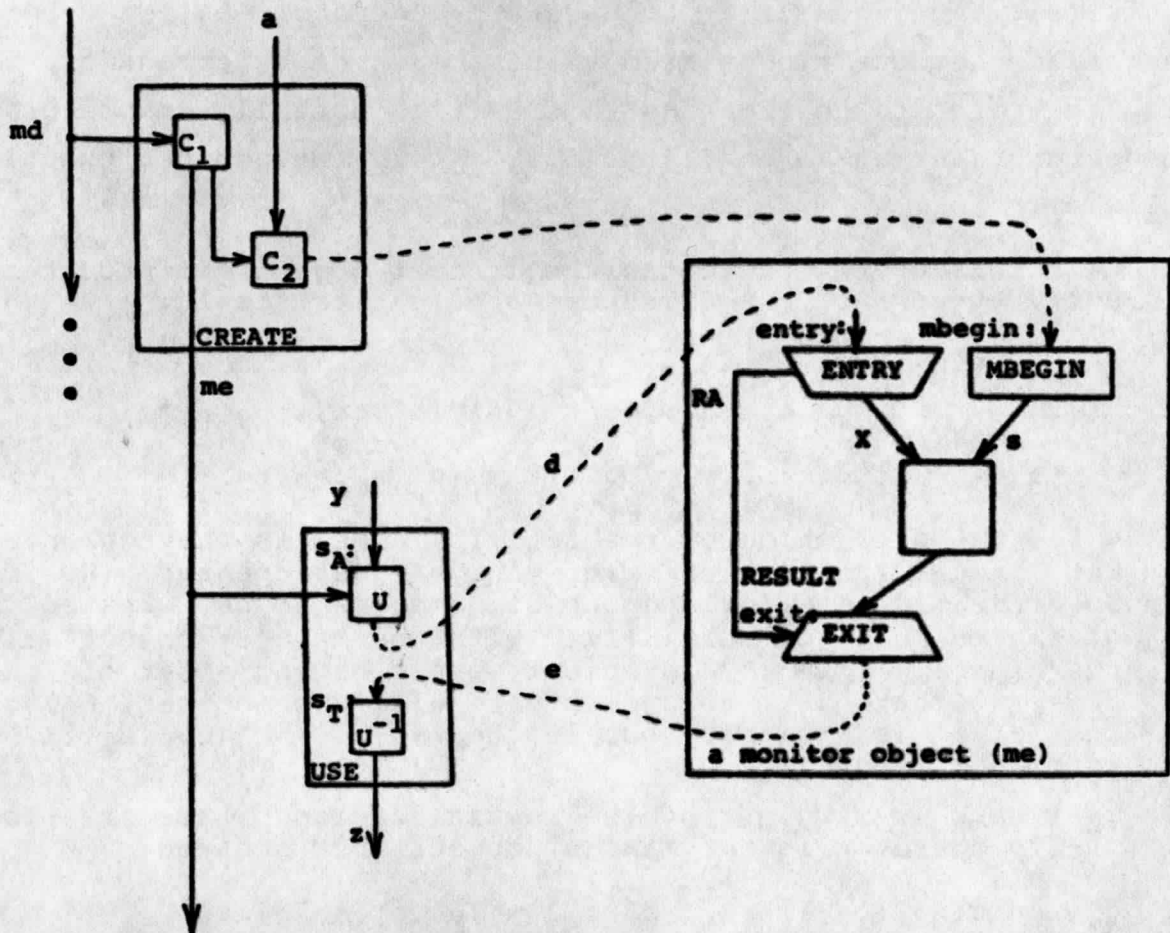 a
md
C1
C2
CREATE
me
entry:
mbegin:
ENTRY
MBEGIN
RA
X
s
d
y
sA:
U
RESULT
exit:
EXIT
e
sT:
U-1
USE
a monitor object (me)
z